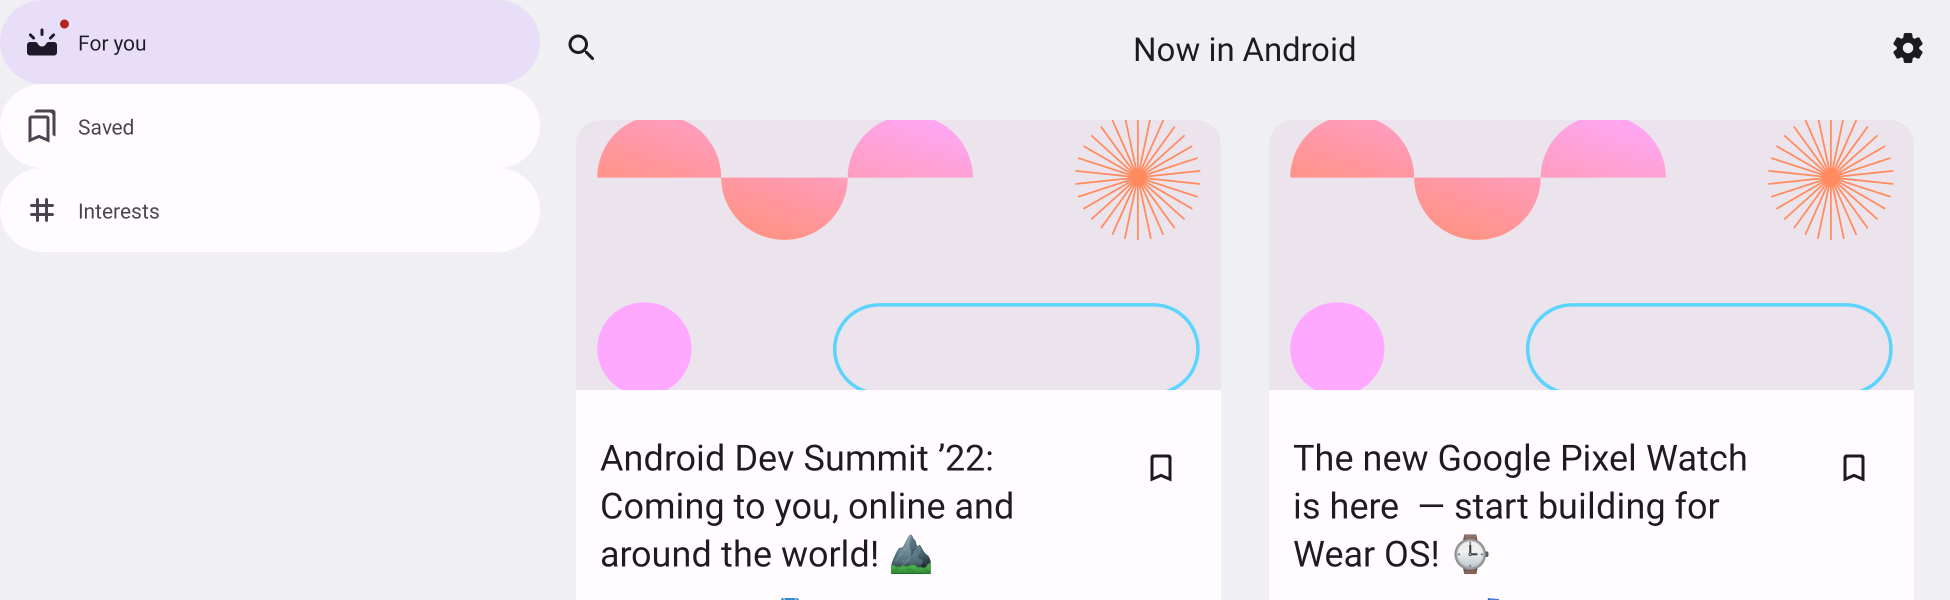 For you
Saved
Interests
Now in Android
Android Dev Summit ’22:
Coming to you, online and
around the world! ⛰️
The new Google Pixel Watch
is here  — start building for
Wear OS! ⌚